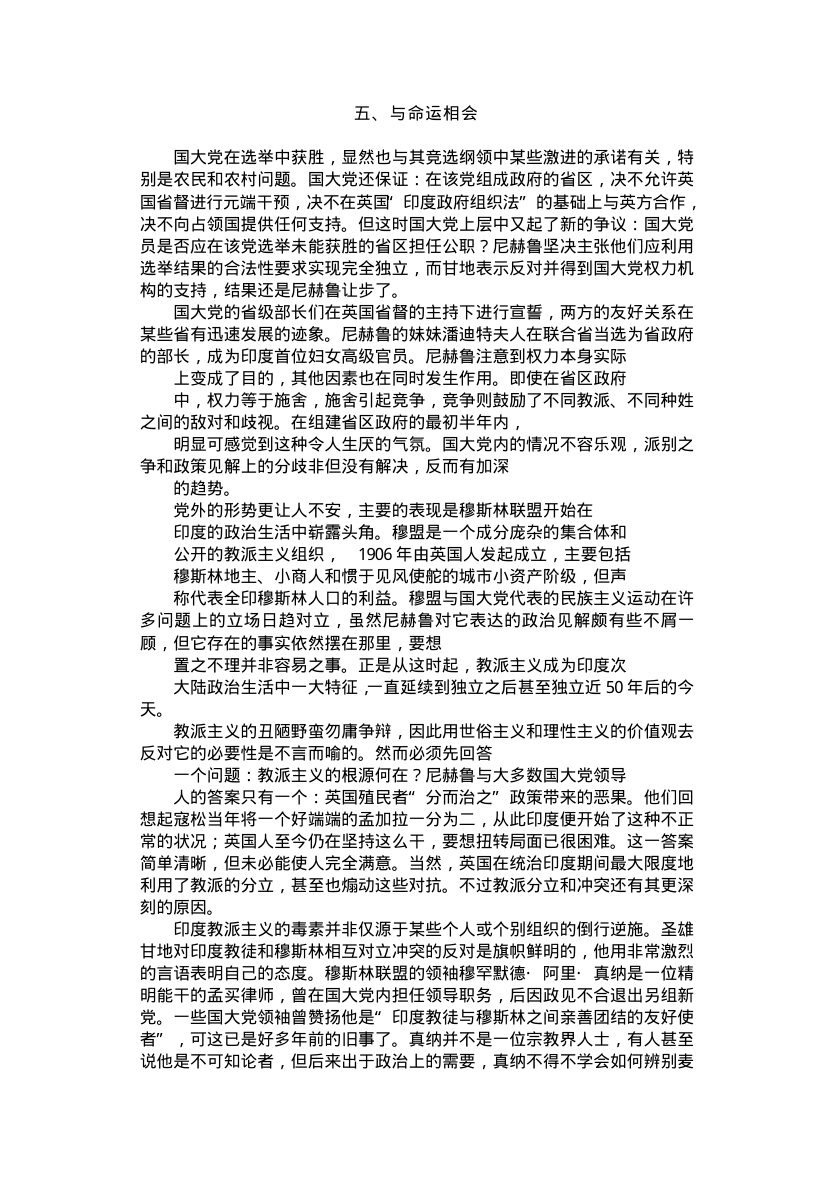 五、与命运相会
国大党在选举中获胜，显然也与其竞选纲领中某些激进的承诺有关，特
别是农民和农村问题。国大党还保证：在该党组成政府的省区，决不允许英
国省督进行元端干预，决不在英国“印度政府组织法”的基础上与英方合作，
决不向占领国提供任何支持。但这时国大党上层中又起了新的争议：国大党
员是否应在该党选举未能获胜的省区担任公职？尼赫鲁坚决主张他们应利用
选举结果的合法性要求实现完全独立，而甘地表示反对并得到国大党权力机
构的支持，结果还是尼赫鲁让步了。
国大党的省级部长们在英国省督的主持下进行宣誓，两方的友好关系在
某些省有迅速发展的迹象。尼赫鲁的妹妹潘迪特夫人在联合省当选为省政府
的部长，成为印度首位妇女高级官员。尼赫鲁注意到权力本身实际
上变成了目的，其他因素也在同时发生作用。即使在省区政府
中，权力等于施舍，施舍引起竞争，竞争则鼓励了不同教派、不同种姓
之间的敌对和歧视。在组建省区政府的最初半年内，
明显可感觉到这种令人生厌的气氛。国大党内的情况不容乐观，派别之
争和政策见解上的分歧非但没有解决，反而有加深
的趋势。
党外的形势更让人不安，主要的表现是穆斯林联盟开始在
印度的政治生活中崭露头角。穆盟是一个成分庞杂的集合体和
公开的教派主义组织， 1906 年由英国人发起成立，主要包括
穆斯林地主、小商人和惯于见风使舵的城市小资产阶级，但声
称代表全印穆斯林人口的利益。穆盟与国大党代表的民族主义运动在许
多问题上的立场日趋对立，虽然尼赫鲁对它表达的政治见解颇有些不屑一
顾，但它存在的事实依然摆在那里，要想
置之不理并非容易之事。正是从这时起，教派主义成为印度次
大陆政治生活中一大特征，一直延续到独立之后甚至独立近 50 年后的今
天。
教派主义的丑陋野蛮勿庸争辩，因此用世俗主义和理性主义的价值观去
反对它的必要性是不言而喻的。然而必须先回答
一个问题：教派主义的根源何在？尼赫鲁与大多数国大党领导
人的答案只有一个：英国殖民者“分而治之”政策带来的恶果。他们回
想起寇松当年将一个好端端的孟加拉一分为二，从此印度便开始了这种不正
常的状况；英国人至今仍在坚持这么干，要想扭转局面已很困难。这一答案
简单清晰，但未必能使人完全满意。当然，英国在统治印度期间最大限度地
利用了教派的分立，甚至也煽动这些对抗。不过教派分立和冲突还有其更深
刻的原因。
印度教派主义的毒素并非仅源于某些个人或个别组织的倒行逆施。圣雄
甘地对印度教徒和穆斯林相互对立冲突的反对是旗帜鲜明的，他用非常激烈
的言语表明自己的态度。穆斯林联盟的领袖穆罕默德·阿里·真纳是一位精
明能干的孟买律师，曾在国大党内担任领导职务，后因政见不合退出另组新
党。一些国大党领袖曾赞扬他是“印度教徒与穆斯林之间亲善团结的友好使
者”，可这已是好多年前的旧事了。真纳并不是一位宗教界人士，有人甚至
说他是不可知论者，但后来出于政治上的需要，真纳不得不学会如何辨别麦